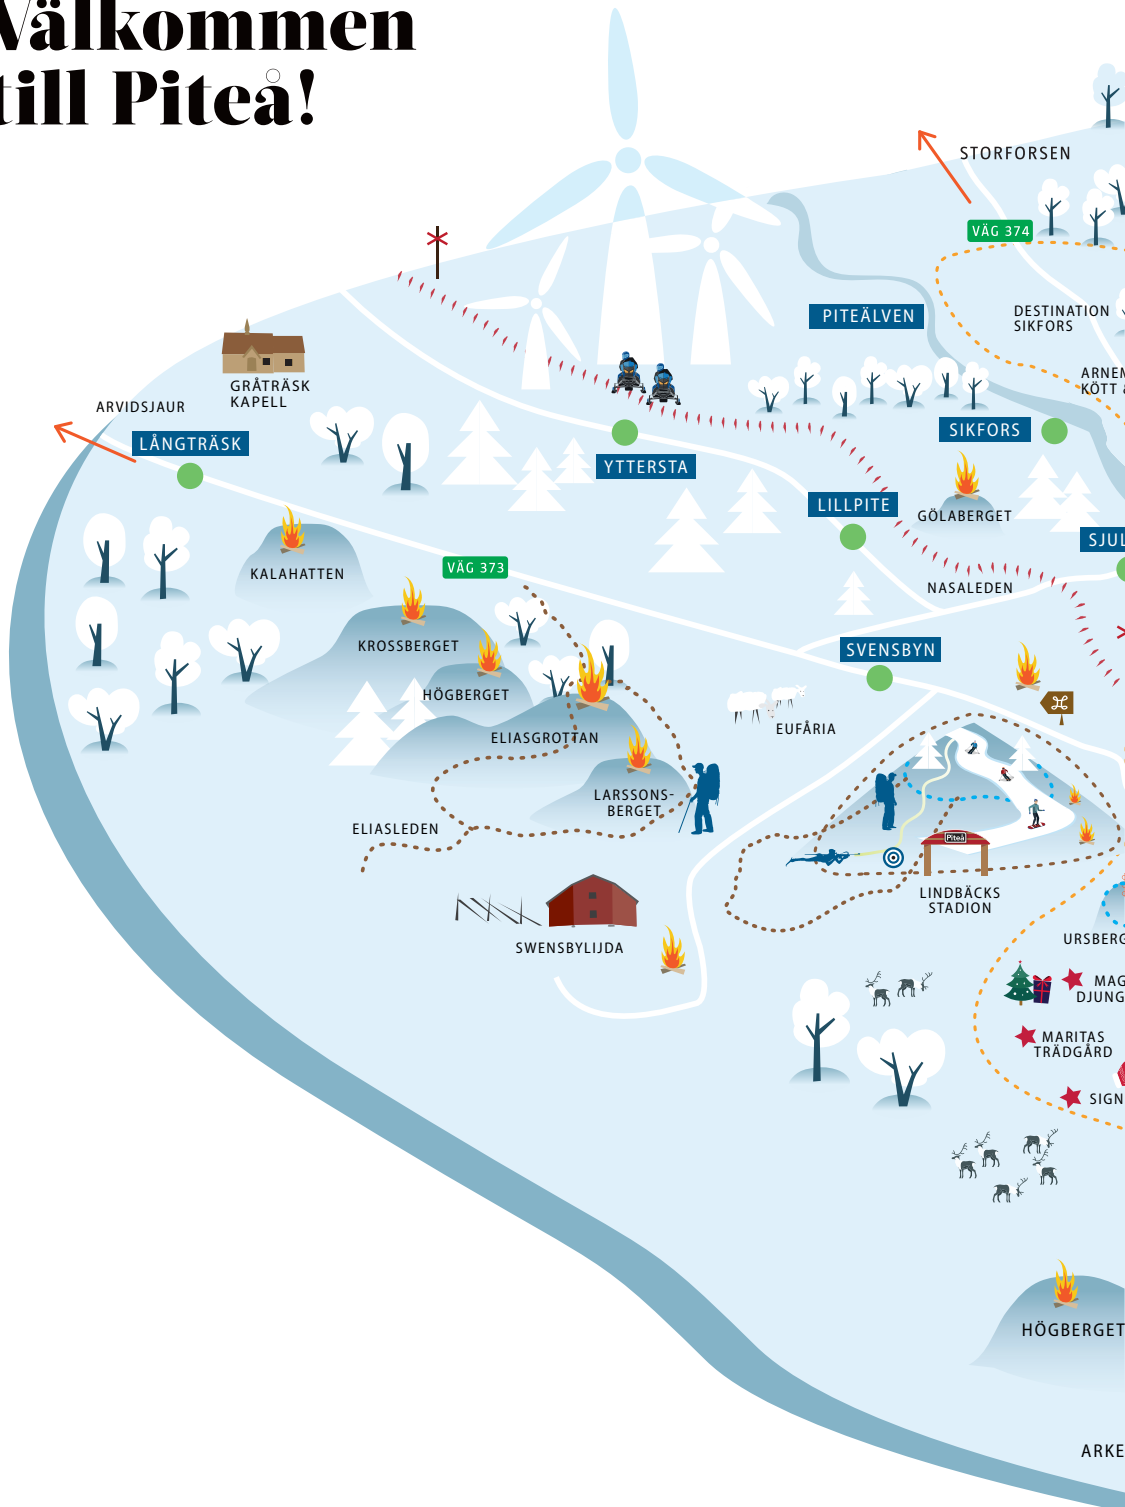 Välkommen
till Piteå!
STORFORSEN
VÄG 374
PITEÄLVEN
DESTINATION
SIKFORS
GRÅTRÄSK
KAPELL
KÖTT
ARVIDSJAUR
LÅNGTRÄSK
SIKFORS
YTTERSTA
LILLPITE
GÖLABERGET
KALAHATTEN
VÄG 373
NASALEDEN
KROSSBERGET
SVENSBYN
HÖGBERGET
EUFÅRIA
ELIASGROTTAN
LARSSONS-
BERGET
ELIASLEDEN
Piteå
LINDBÄCKS
STADION
SWENSBYLIJDA
MARITAS
TRÄDGÅRD
HÖGBERGET